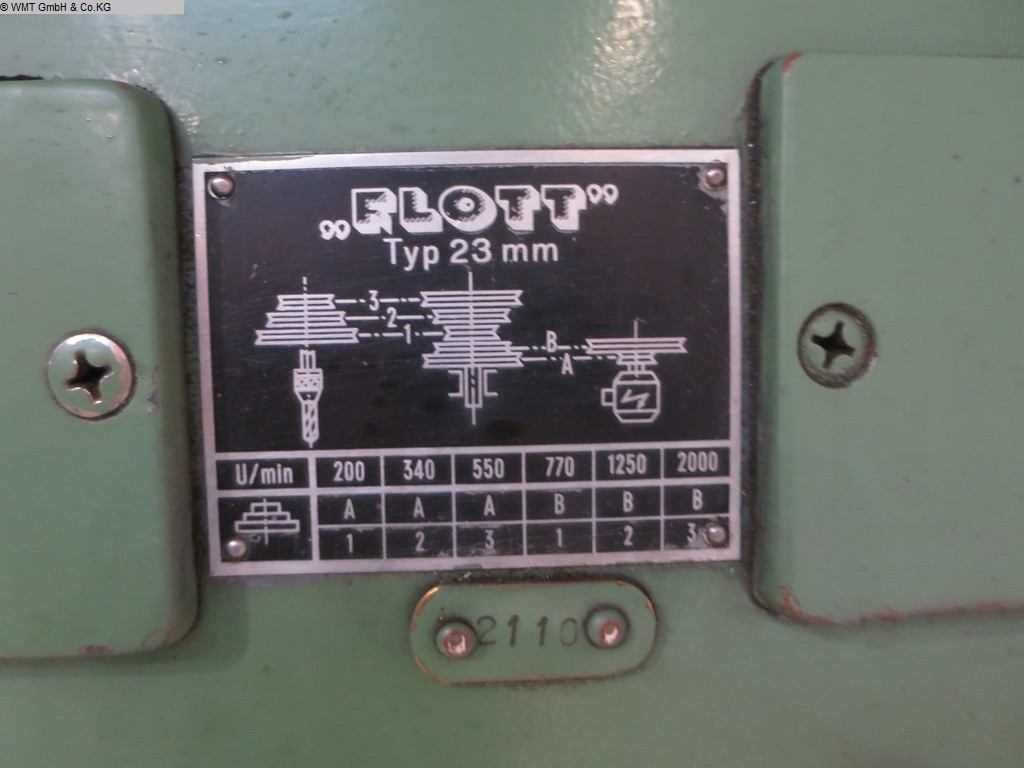 © WMT GmbH & Co.KG
„FLOTT”
Typ 23 mm
3
2
1
B
A
U/min 200 340 550 770 1250 2000
A A A B B B
1 2 3 1 2 3
2110